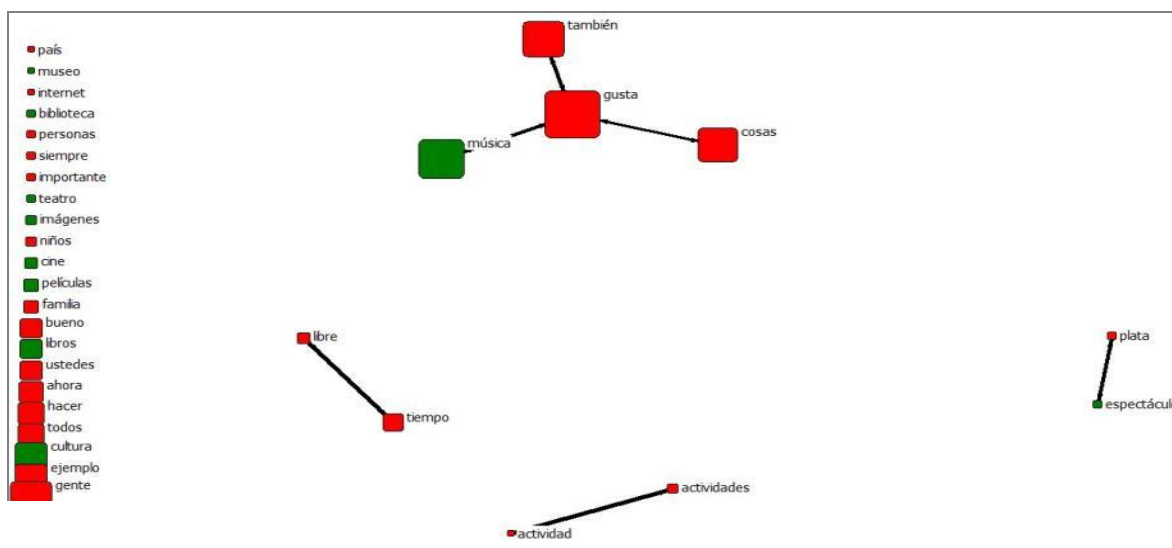 país
museo
internet
biblioteca
personas
siempre
importante
teatro
imágenes
niños
cine
películas
familia
bueno
libros
ustedes
ahora
hacer
todos
cultura
ejemplo
gente
también
gusta
música
cosas
libre
tiempo
plata
espectácul
actividades
actividad